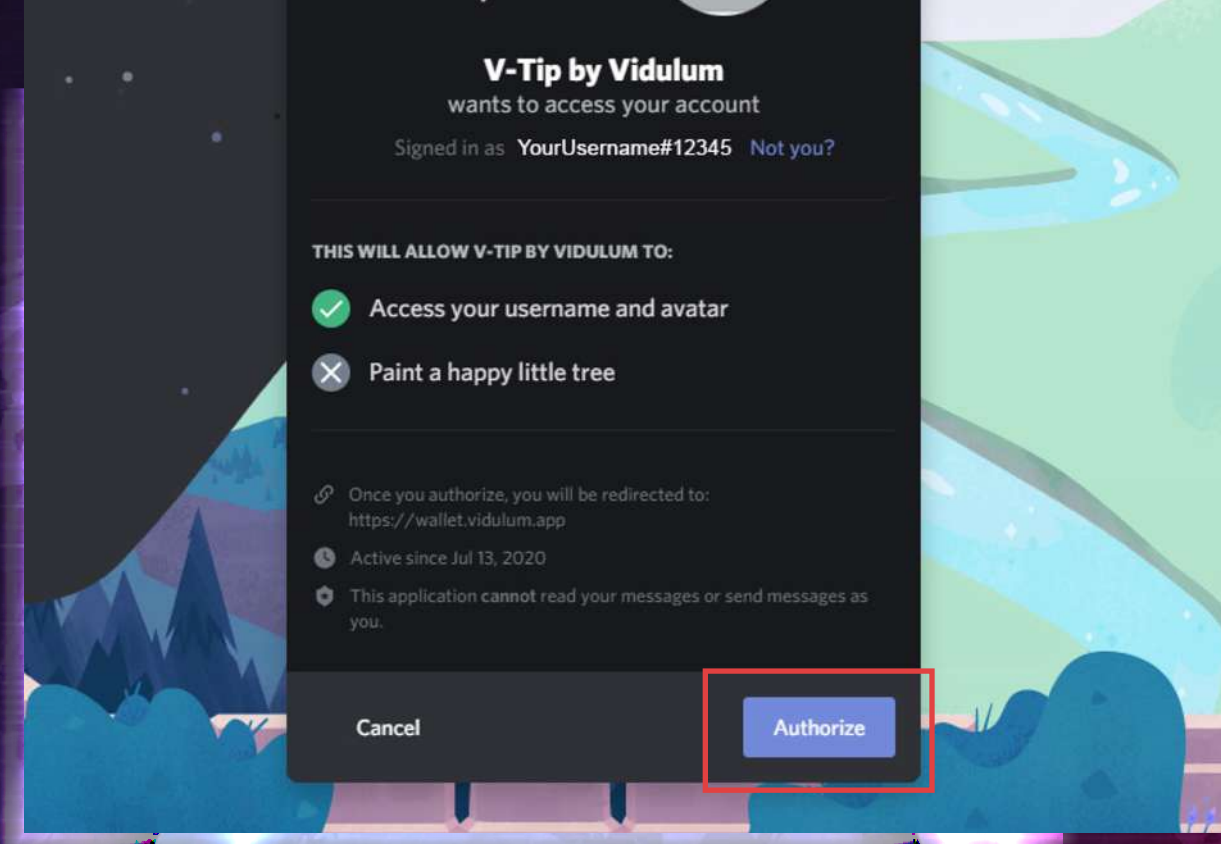 V-Tip by Vidulum
wants to access your account
Signed in as YourUsername#12345 Not you?
THIS WILL ALLOW V-TIP BY VIDULUM TO:
Access your username and avatar
Paint a happy little tree
Once you authorize, you will be redirected to:
https://wallet.vidulum.app
Active since Jul 13, 2020
This application cannot read your messages or send messages as
you.
Cancel
Authorize